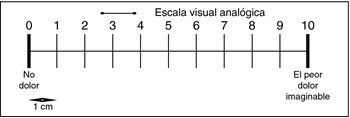 Escala visual analógica
0 1 2 3 4 5 6 7 8 9 10
No
dolor
El peor
dolor
imaginable
1 cm